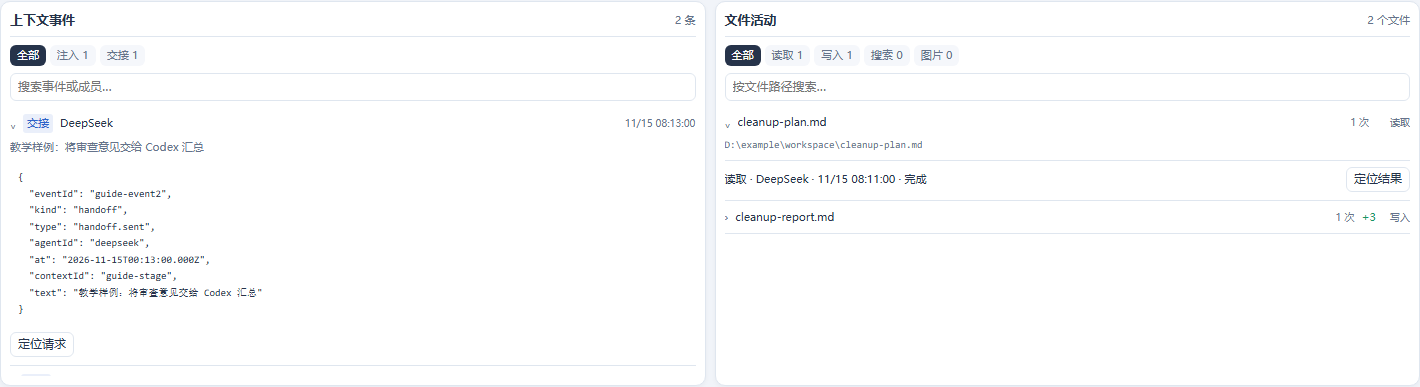 上下文事件 2 条
全部 注入 1 交接 1
搜索事件或成员...
交接 DeepSeek 11/15 08:13:00
教学样例：将审查意见交给 Codex 汇总
{
"eventId": "guide-event2",
"kind": "handoff",
"type": "handoff.sent",
"agentId": "deepseek",
"at": "2026-11-15T00:13:00.000Z",
"contextId": "guide-stage",
"text": "教学样例：将审查意见交给 Codex 汇总"
}
定位请求
文件活动 2 个文件
全部 读取 1 写入 1 搜索 0 图片 0
按文件路径搜索...
cleanup-plan.md 1 次 读取
D:\example\workspace\cleanup-plan.md
读取 · DeepSeek · 11/15 08:11:00 · 完成 定位结果
cleanup-report.md 1 次 +3 写入